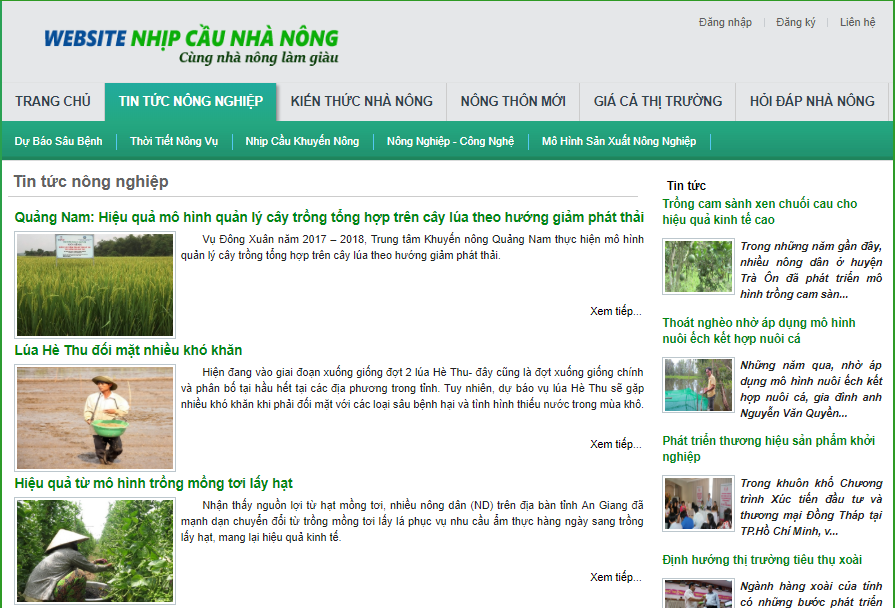 Đăng nhập | Đăng ký | Liên hệ
WEBSITE NHỊP CẦU NHÀ NÔNG
Cùng nhà nông làm giàu
TRANG CHỦ TIN TỨC NÔNG NGHIỆP KIẾN THỨC NHÀ NÔNG NÔNG THÔN MỚI GIÁ CẢ THỊ TRƯỜNG HỎI ĐÁP NHÀ NÔNG
Dự Báo Sâu Bệnh Thời Tiết Nông Vụ Nhịp Cầu Khuyến Nông Nông Nghiệp - Công Nghệ Mô Hình Sản Xuất Nông Nghiệp
Tin tức nông nghiệp
Quảng Nam: Hiệu quả mô hình quản lý cây trồng tổng hợp trên cây lúa theo hướng giảm phát thải
Vụ Đông Xuân năm 2017 – 2018, Trung tâm Khuyến nông Quảng Nam thực hiện mô hình
quản lý cây trồng tổng hợp trên cây lúa theo hướng giảm phát thải.
Xem tiếp...
Lúa Hè Thu đối mặt nhiều khó khăn
Hiện đang vào giai đoạn xuống giống đợt 2 lúa Hè Thu- đây cũng là đợt xuống giống chính
và phân bố tại hầu hết tại các địa phương trong tỉnh. Tuy nhiên, dự báo vụ lúa Hè Thu sẽ gặp
nhiều khó khăn khi phải đối mặt với các loại sâu bệnh hại và tình hình thiếu nước trong mùa khô.
Xem tiếp...
Hiệu quả từ mô hình trồng mồng tơi lấy hạt
Nhận thấy nguồn lợi từ hạt mồng tơi, nhiều nông dân (ND) trên địa bàn tỉnh An Giang đã
mạnh dạn chuyển đổi từ trồng mồng tơi lấy lá phục vụ nhu cầu ẩm thực hàng ngày sang trồng
lấy hạt, mang lại hiệu quả kinh tế.
Xem tiếp...
Tin tức
Trồng cam sành xen chuối cau cho
hiệu quả kinh tế cao
Trong những năm gần đây,
nhiều nông dân ở huyện
Trà Ôn đã phát triển mô
hình trồng cam sàn...
Thoát nghèo nhờ áp dụng mô hình
nuôi ếch kết hợp nuôi cá
Những năm qua, nhờ áp
dụng mô hình nuôi ếch kết
hợp nuôi cá, gia đình anh
Nguyễn Văn Quyền...
Phát triển thương hiệu sản phẩm khởi
nghiệp
Trong khuôn khổ Chương
trình Xúc tiến đầu tư và
thương mại Đồng Tháp tại
TP.Hồ Chí Minh, v...
Định hướng thị trường tiêu thụ xoài
Ngành hàng xoài của tỉnh
có những bước phát triển